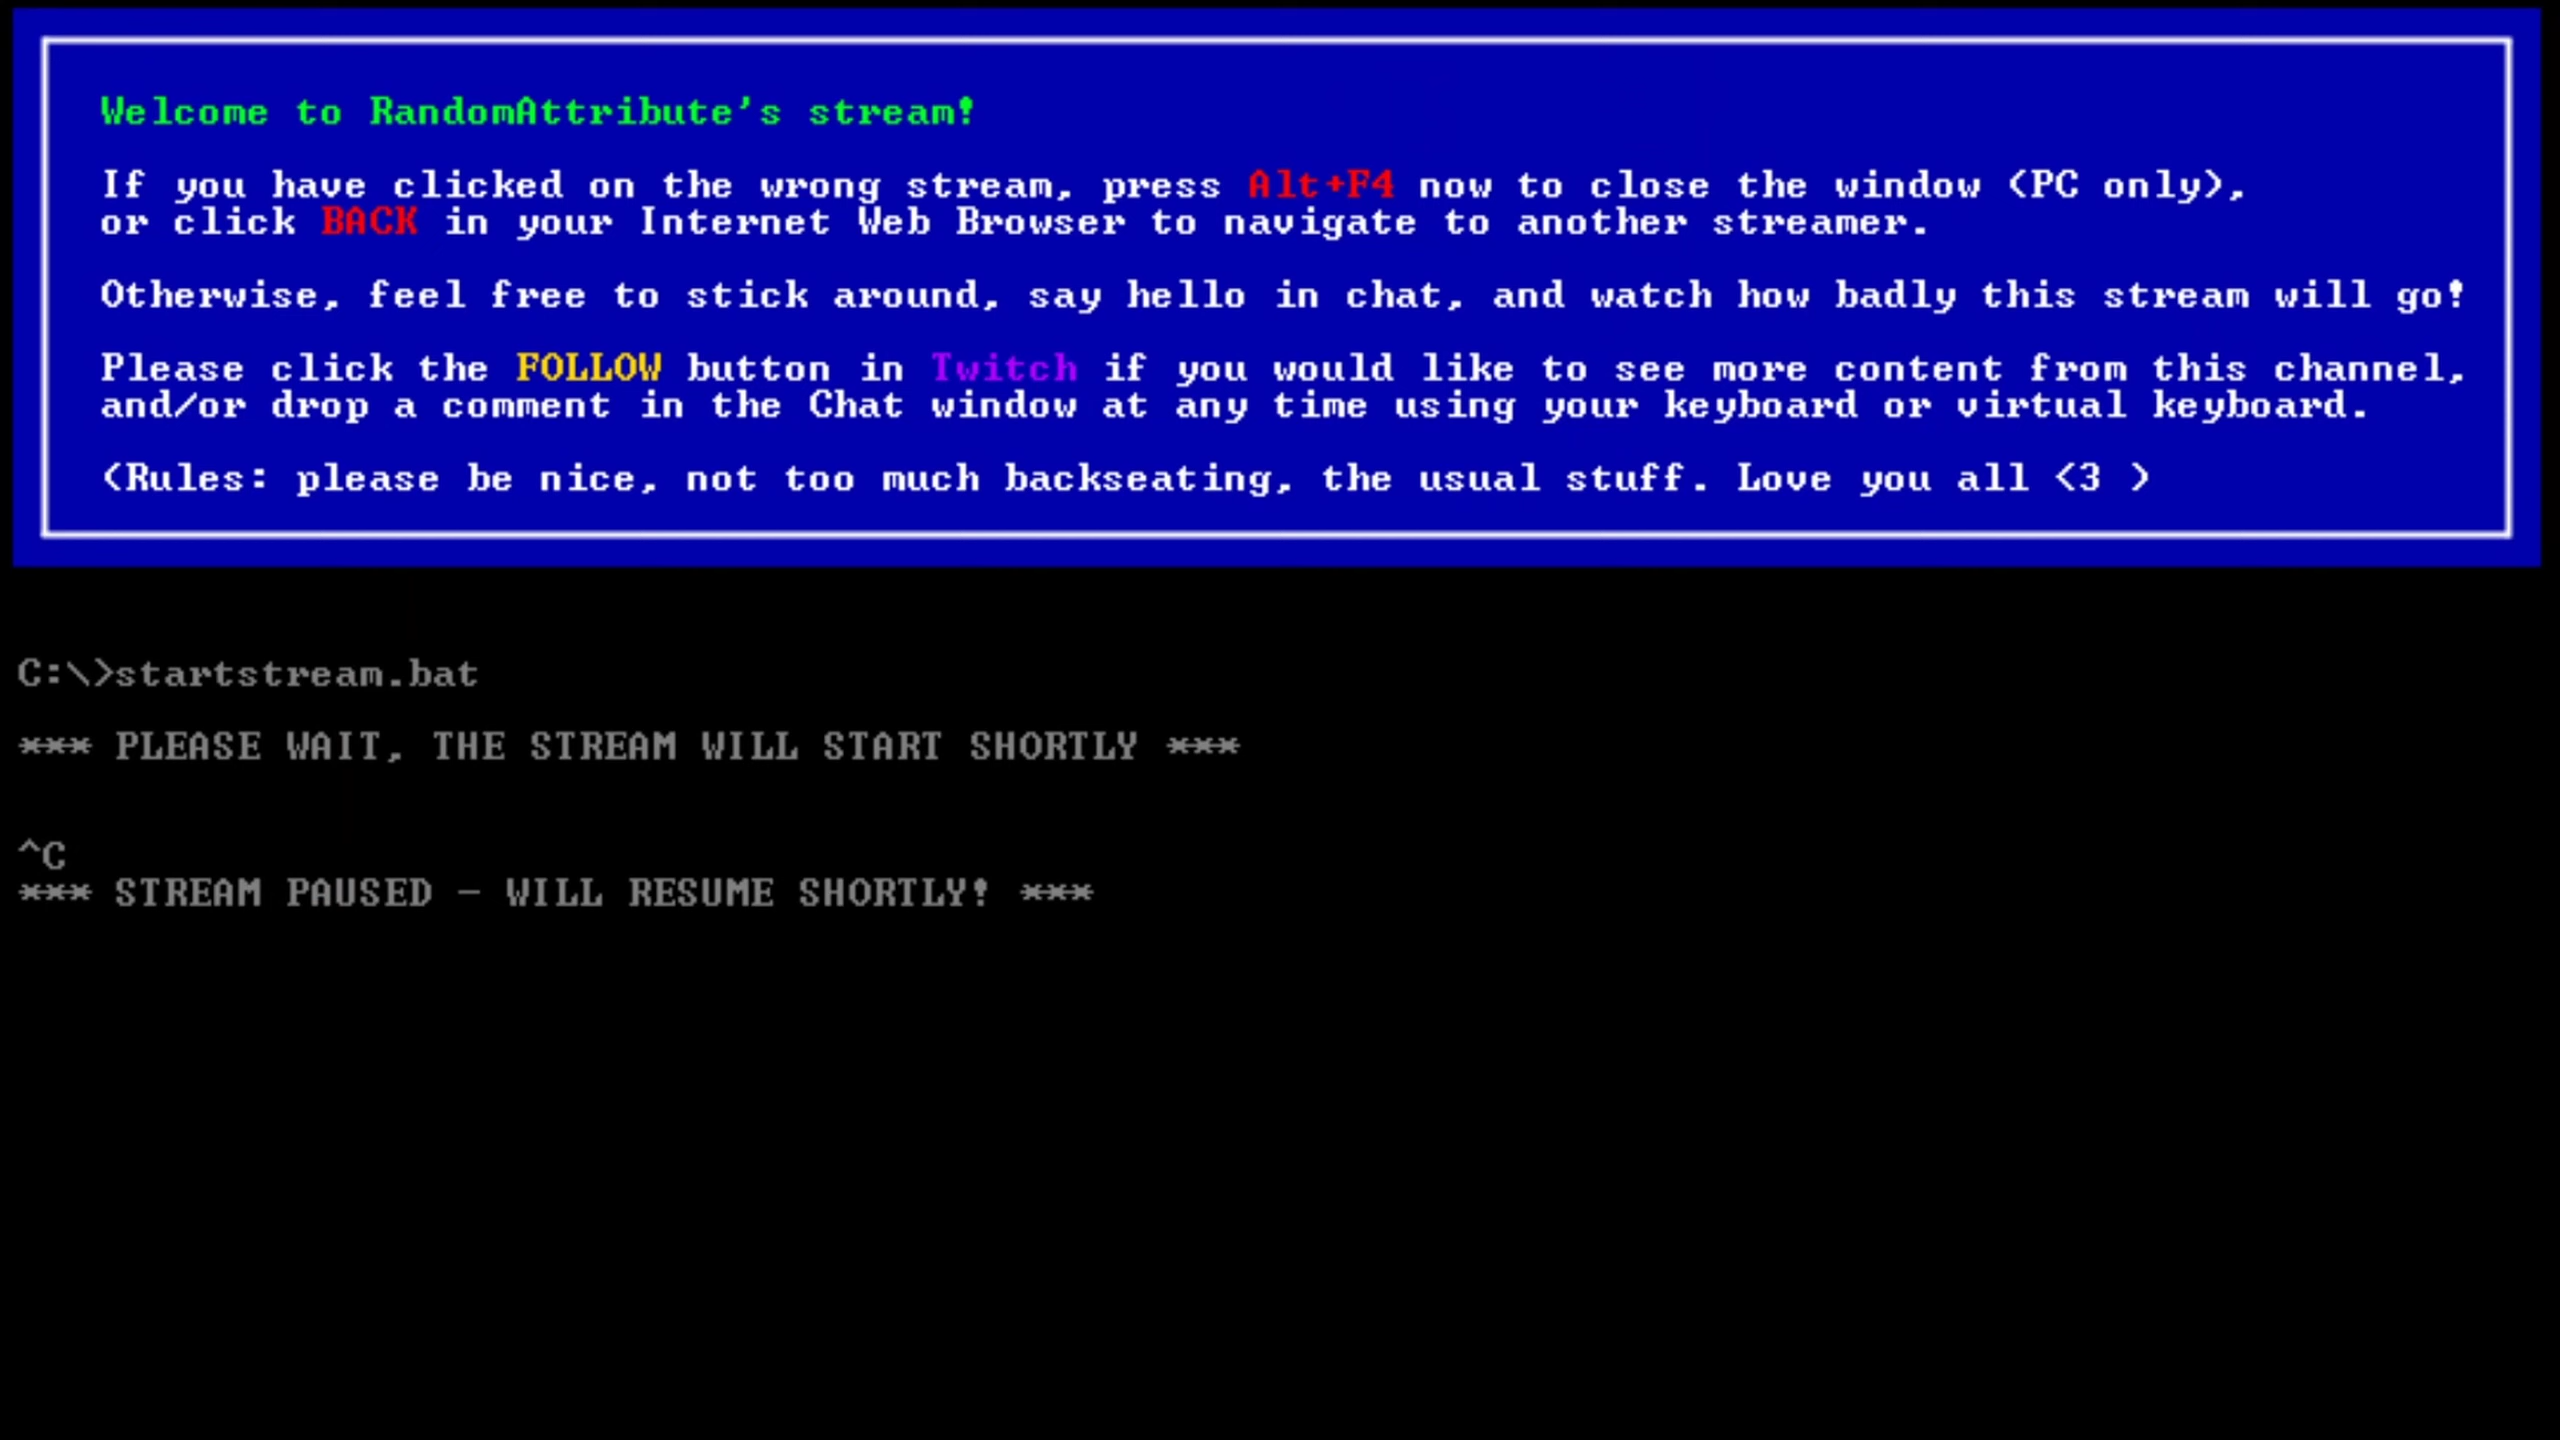 Welcome to RandomAttribute's stream!
If you have clicked on the wrong stream, press Alt+F4 now to close the window (PC only),
or click BACK in your Internet Web Browser to navigate to another streamer.
Otherwise, feel free to stick around, say hello in chat, and watch how badly this stream will go!
Please click the FOLLOW button in Twitch if you would like to see more content from this channel,
and/or drop a comment in the Chat window at any time using your keyboard or virtual keyboard.
(Rules: please be nice, not too much backseating, the usual stuff. Love you all <3 )
C:\>startstream.bat
*** PLEASE WAIT, THE STREAM WILL START SHORTLY ***
^C
*** STREAM PAUSED - WILL RESUME SHORTLY! ***